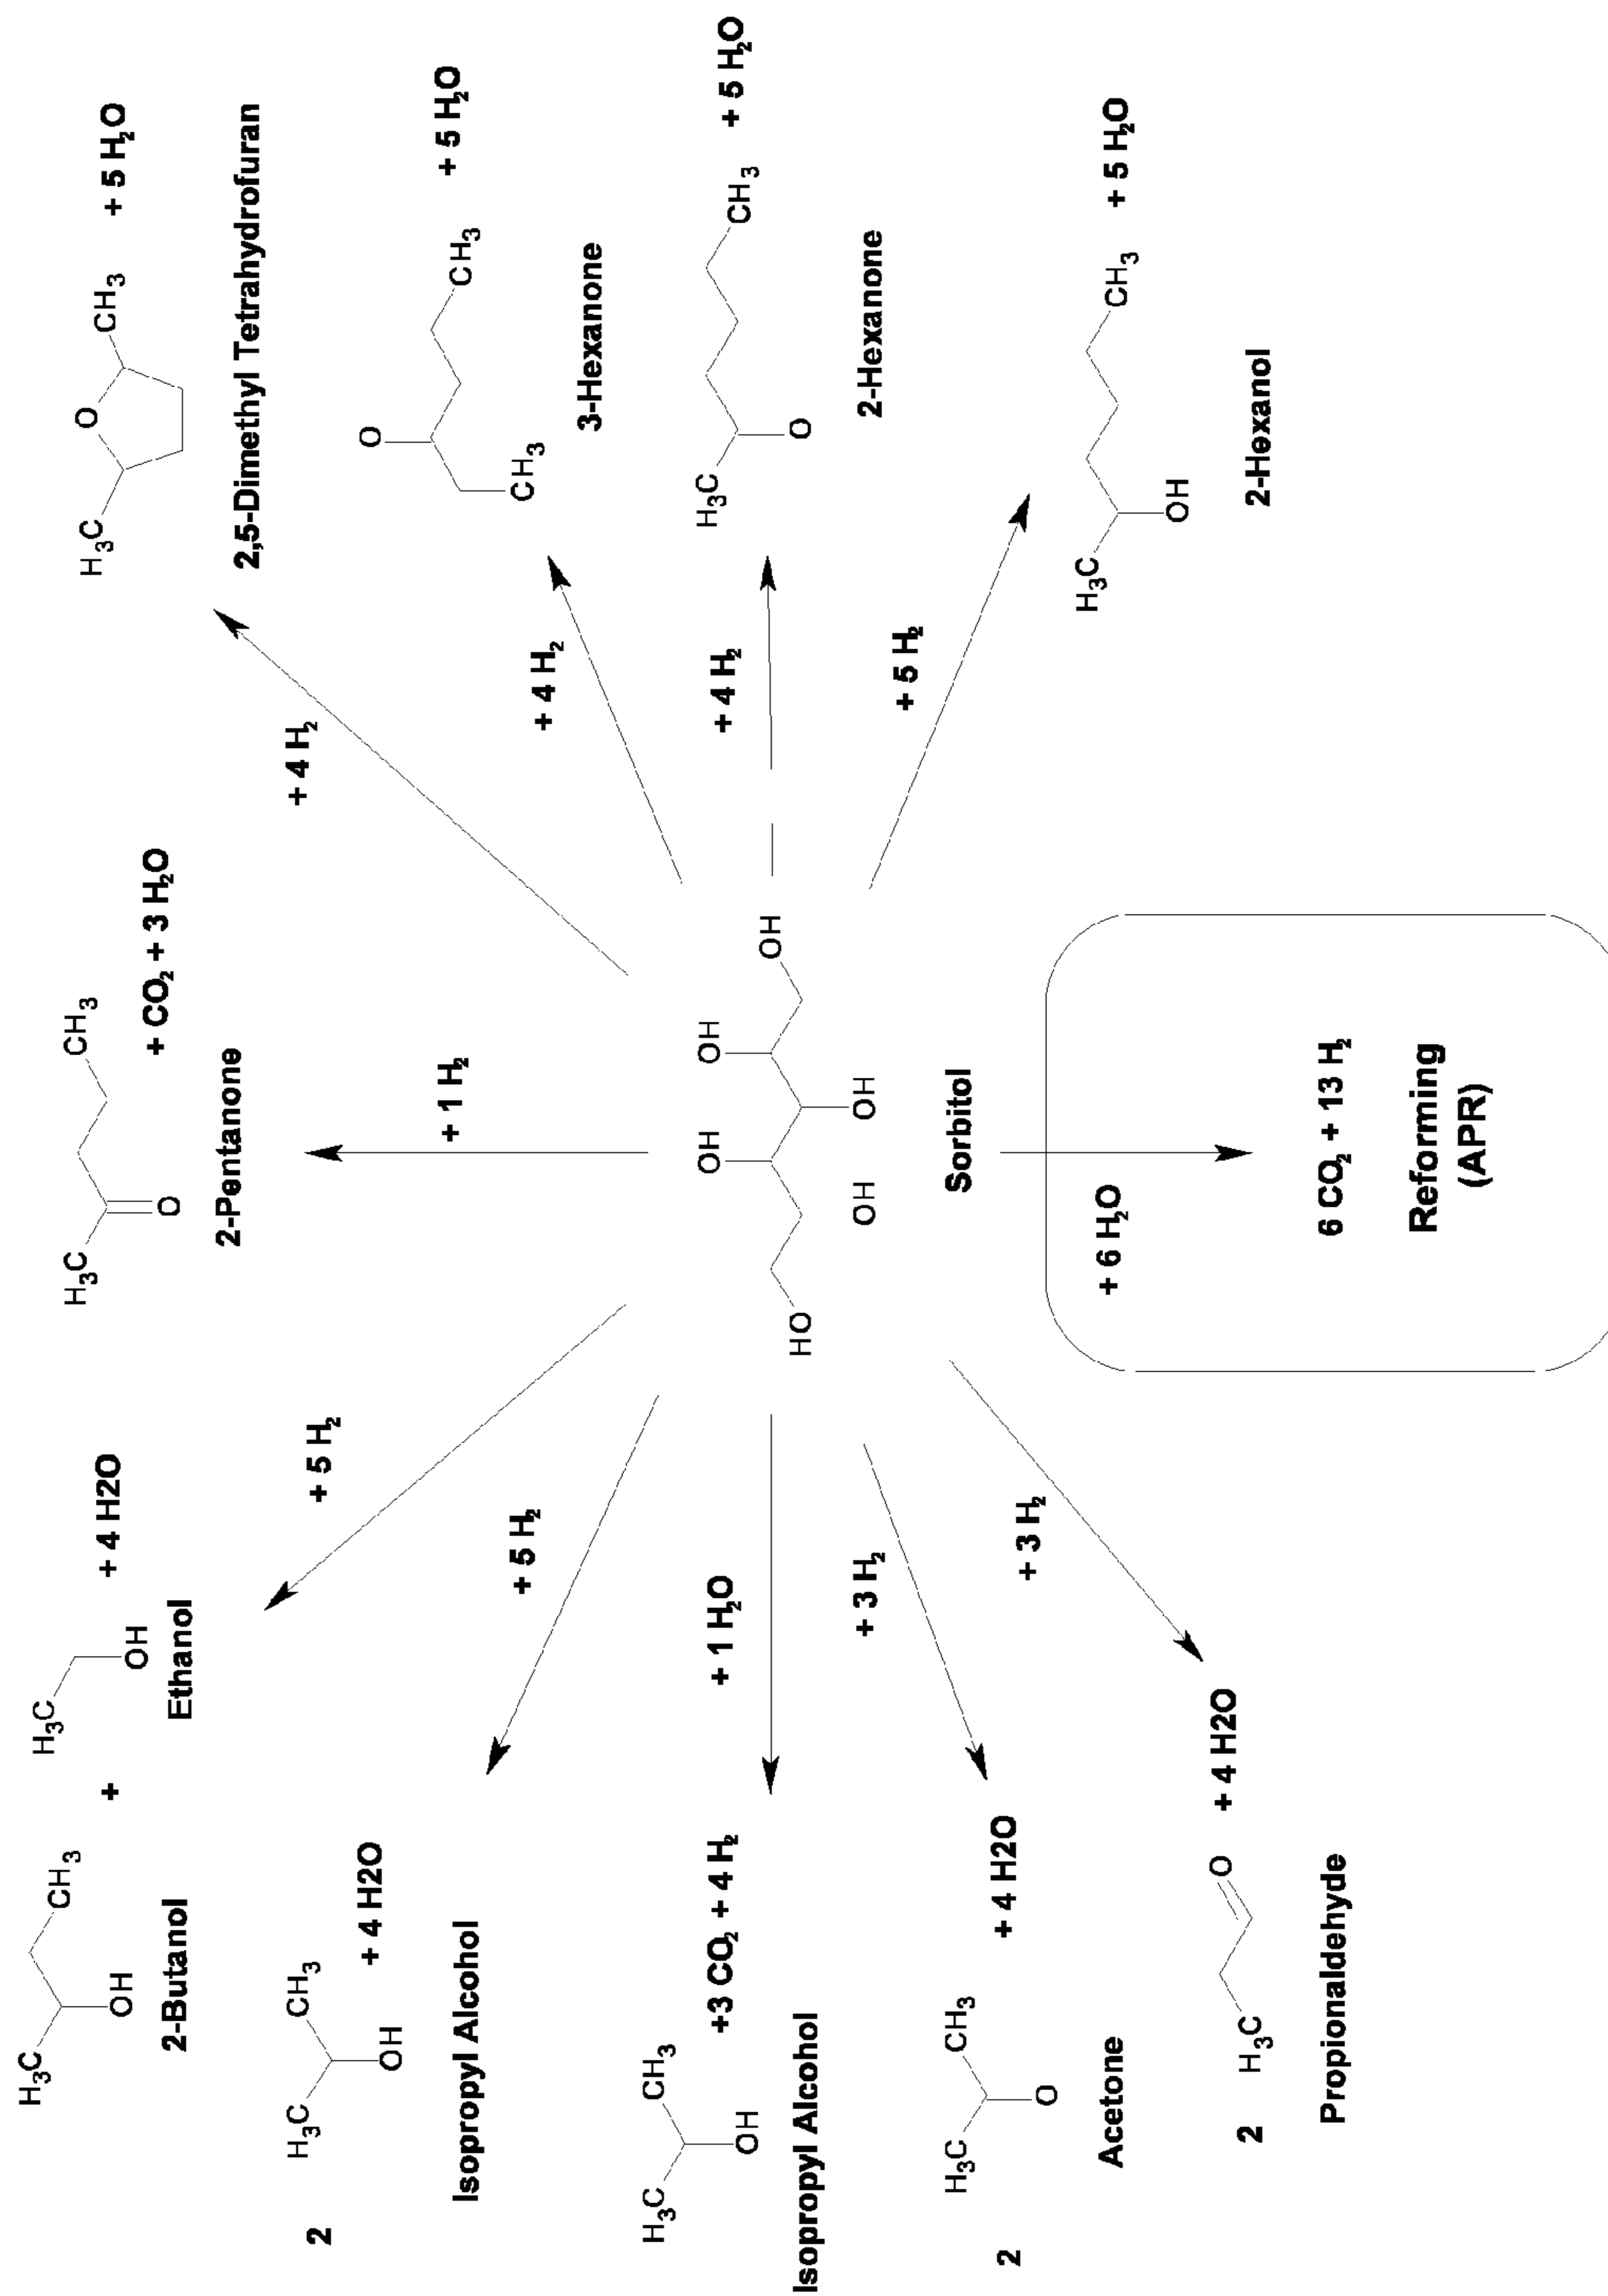 H₃C CH₃ OH
2-Butanol
+
H₃C OH
Ethanol
+ 4 H2O
+ 5 H₂
H₃C CH₃ O
+ CO₂ + 3 H₂O
2-Pentanone
+ 1 H₂
H₃C O CH₃
+ 5 H₂O
2,5-Dimethyl Tetrahydrofuran
+ 4 H₂
2
H₃C CH₃ OH
+ 4 H2O
Isopropyl Alcohol
+ 5 H₂
O CH₃ CH₃
+ 5 H₂O
3-Hexanone
+ 4 H₂
H₃C CH₃ OH
+3 CO₂ + 4 H₂
Isopropyl Alcohol
+ 1 H₂O
HO OH OH OH OH OH
Sorbitol
+ 4 H₂
H₃C O CH₃
+ 5 H₂O
2-Hexanone
2
H₃C CH₃ O
+ 4 H2O
Acetone
+ 3 H₂
+ 5 H₂
H₃C OH CH₃
+ 5 H₂O
2-Hexanol
2
H₃C O
+ 4 H2O
Propionaldehyde
+ 3 H₂
+ 6 H₂O
6 CO₂ + 13 H₂
Reforming
(APR)